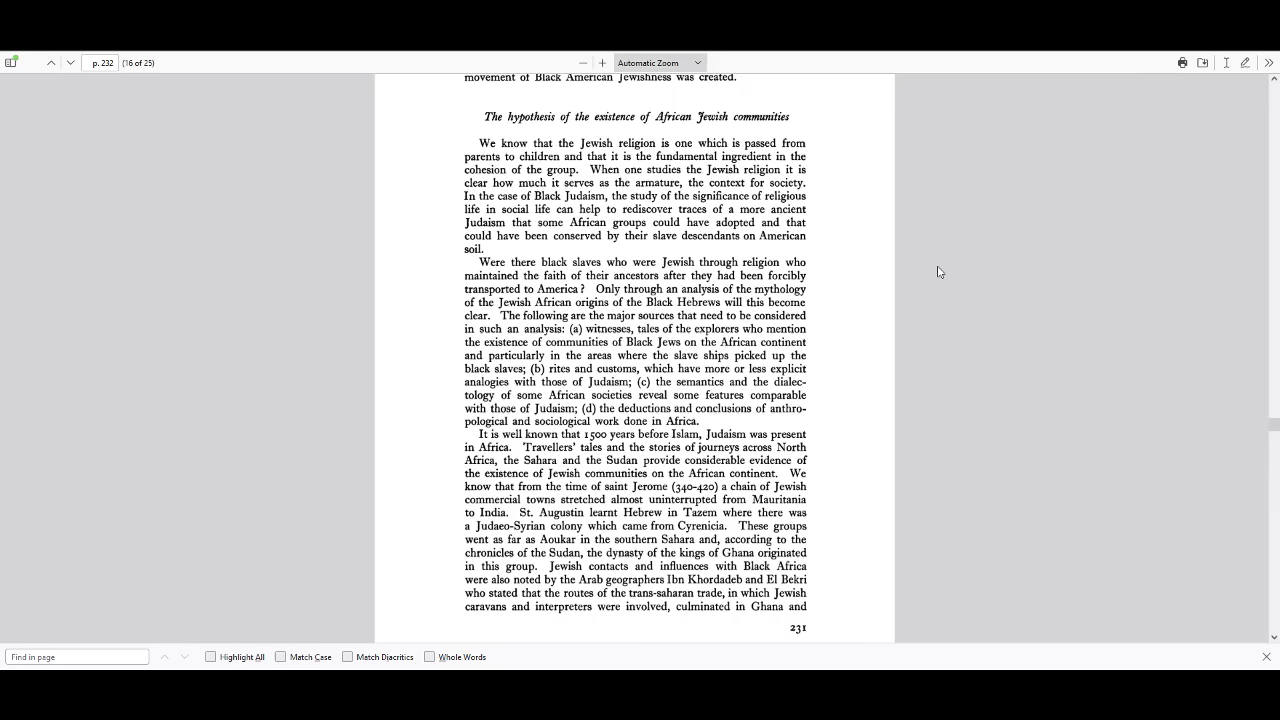 p. 232 (16 of 25) Automatic Zoom
movement of Black American Jewishness was created.
The hypothesis of the existence of African Jewish communities
We know that the Jewish religion is one which is passed from
parents to children and that it is the fundamental ingredient in the
cohesion of the group. When one studies the Jewish religion it is
clear how much it serves as the armature, the context for society.
In the case of Black Judaism, the study of the significance of religious
life in social life can help to rediscover traces of a more ancient
Judaism that some African groups could have adopted and that
could have been conserved by their slave descendants on American
soil.
Were there black slaves who were Jewish through religion who
maintained the faith of their ancestors after they had been forcibly
transported to America? Only through an analysis of the mythology
of the Jewish African origins of the Black Hebrews will this become
clear. The following are the major sources that need to be considered
in such an analysis: (a) witnesses, tales of the explorers who mention
the existence of communities of Black Jews on the African continent
and particularly in the areas where the slave ships picked up the
black slaves; (b) rites and customs, which have more or less explicit
analogies with those of Judaism; (c) the semantics and the dialec-
tology of some African societies reveal some features comparable
with those of Judaism; (d) the deductions and conclusions of anthro-
pological and sociological work done in Africa.
It is well known that 1500 years before Islam, Judaism was present
in Africa. Travellers' tales and the stories of journeys across North
Africa, the Sahara and the Sudan provide considerable evidence of
the existence of Jewish communities on the African continent. We
know that from the time of saint Jerome (340-420) a chain of Jewish
commercial towns stretched almost uninterrupted from Mauritania
to India. St. Augustin learnt Hebrew in Tazem where there was
a Judaeo-Syrian colony which came from Cyrenicia. These groups
went as far as Aoukar in the southern Sahara and, according to the
chronicles of the Sudan, the dynasty of the kings of Ghana originated
in this group. Jewish contacts and influences with Black Africa
were also noted by the Arab geographers Ibn Khordadeb and El Bekri
who stated that the routes of the trans-saharan trade, in which Jewish
caravans and interpreters were involved, culminated in Ghana and
231
Find in page Highlight All Match Case Match Diacritics Whole Words